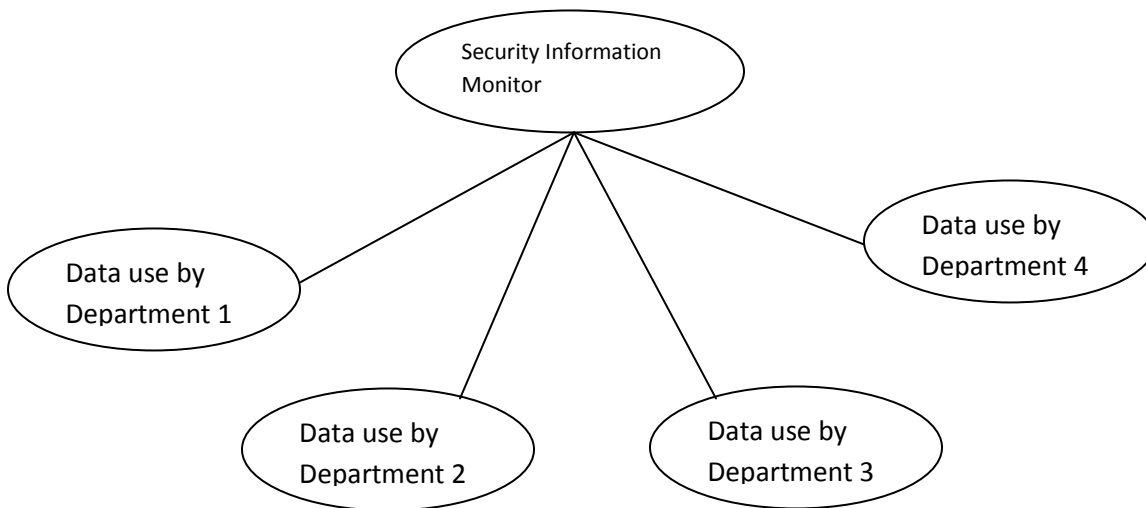 Security Information
Monitor
Data use by
Department 4
Data use by
Department 1
Data use by
Department 2
Data use by
Department 3